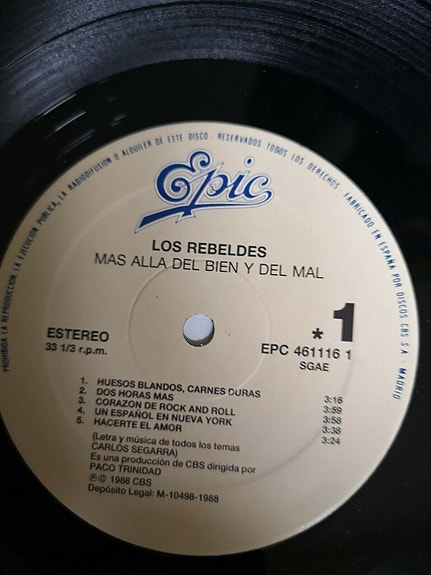 PROHIBIDA LA REPRODUCCION, LA EJECUCION PUBLICA, LA RADIODIFUSION O ALQUILER DE ESTE DISCO - RESERVADOS TODOS LOS DERECHOS. FABRICADO EN ESPAÑA POR DISCOS CBS S.A. - MADRID
Epic
LOS REBELDES
MAS ALLA DEL BIEN Y DEL MAL
ESTEREO
33 1/3 r.p.m.
* 1
EPC 461116 1
SGAE
1. HUESOS BLANDOS, CARNES DURAS 3:16
2. DOS HORAS MAS 3:59
3. CORAZON DE ROCK AND ROLL 3:58
4. UN ESPAÑOL EN NUEVA YORK 3:38
5. HACERTE EL AMOR 3:24
(Letra y música de todos los temas
CARLOS SEGARRA)
Es una producción de CBS dirigida por
PACO TRINIDAD
Ⓟ © 1988 CBS
Depósito Legal: M-10498-1988